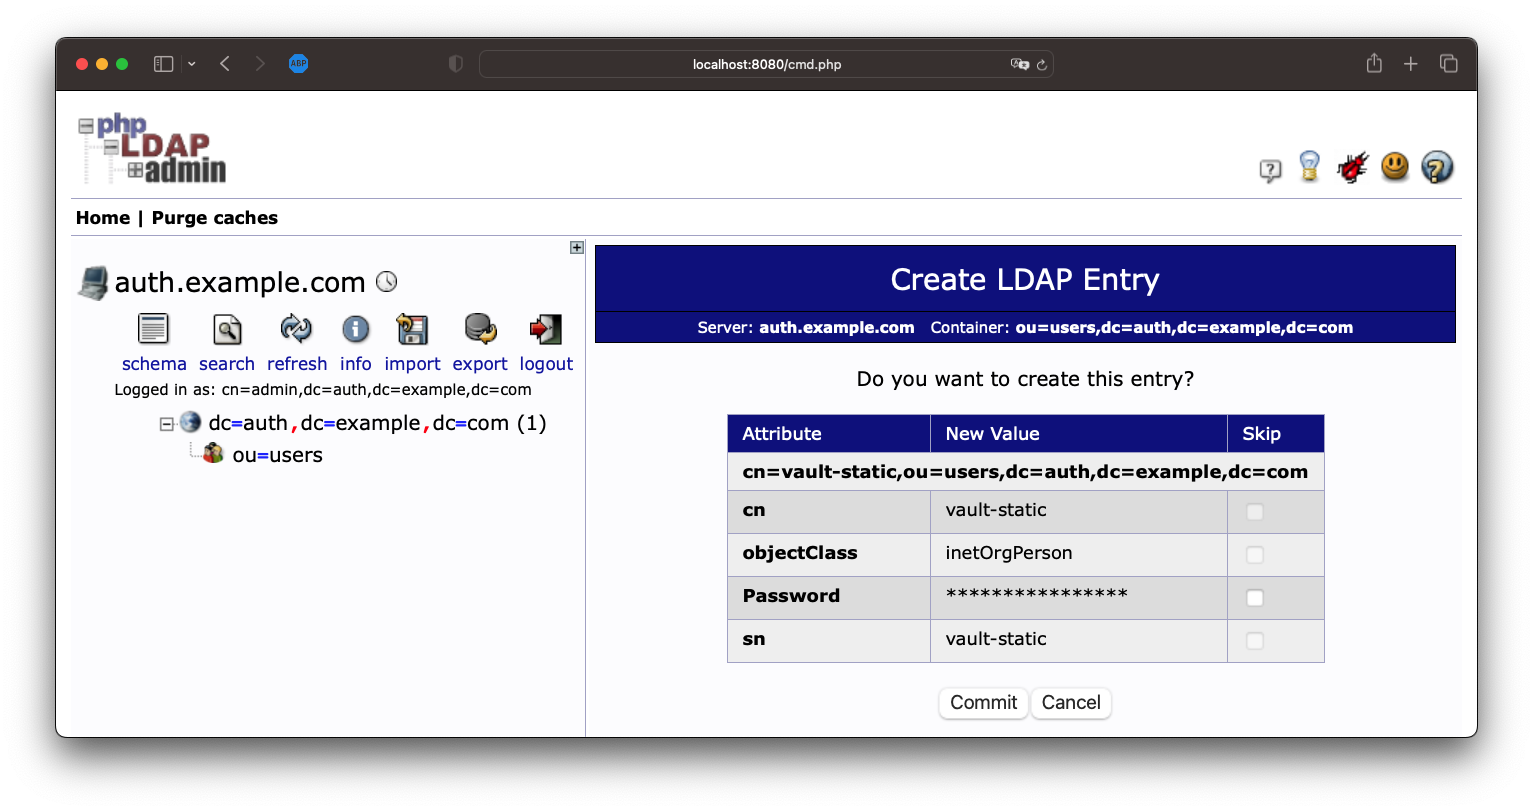 ABP
localhost:8080/cmd.php
php
LDAP
admin
Home | Purge caches
auth.example.com
schema search refresh info import export logout
Logged in as: cn=admin,dc=auth,dc=example,dc=com
dc=auth,dc=example,dc=com (1)
ou=users
Create LDAP Entry
Server: auth.example.com Container: ou=users,dc=auth,dc=example,dc=com
Do you want to create this entry?
Attribute New Value Skip
cn=vault-static,ou=users,dc=auth,dc=example,dc=com
cn vault-static
objectClass inetOrgPerson
Password ****************
sn vault-static
Commit Cancel